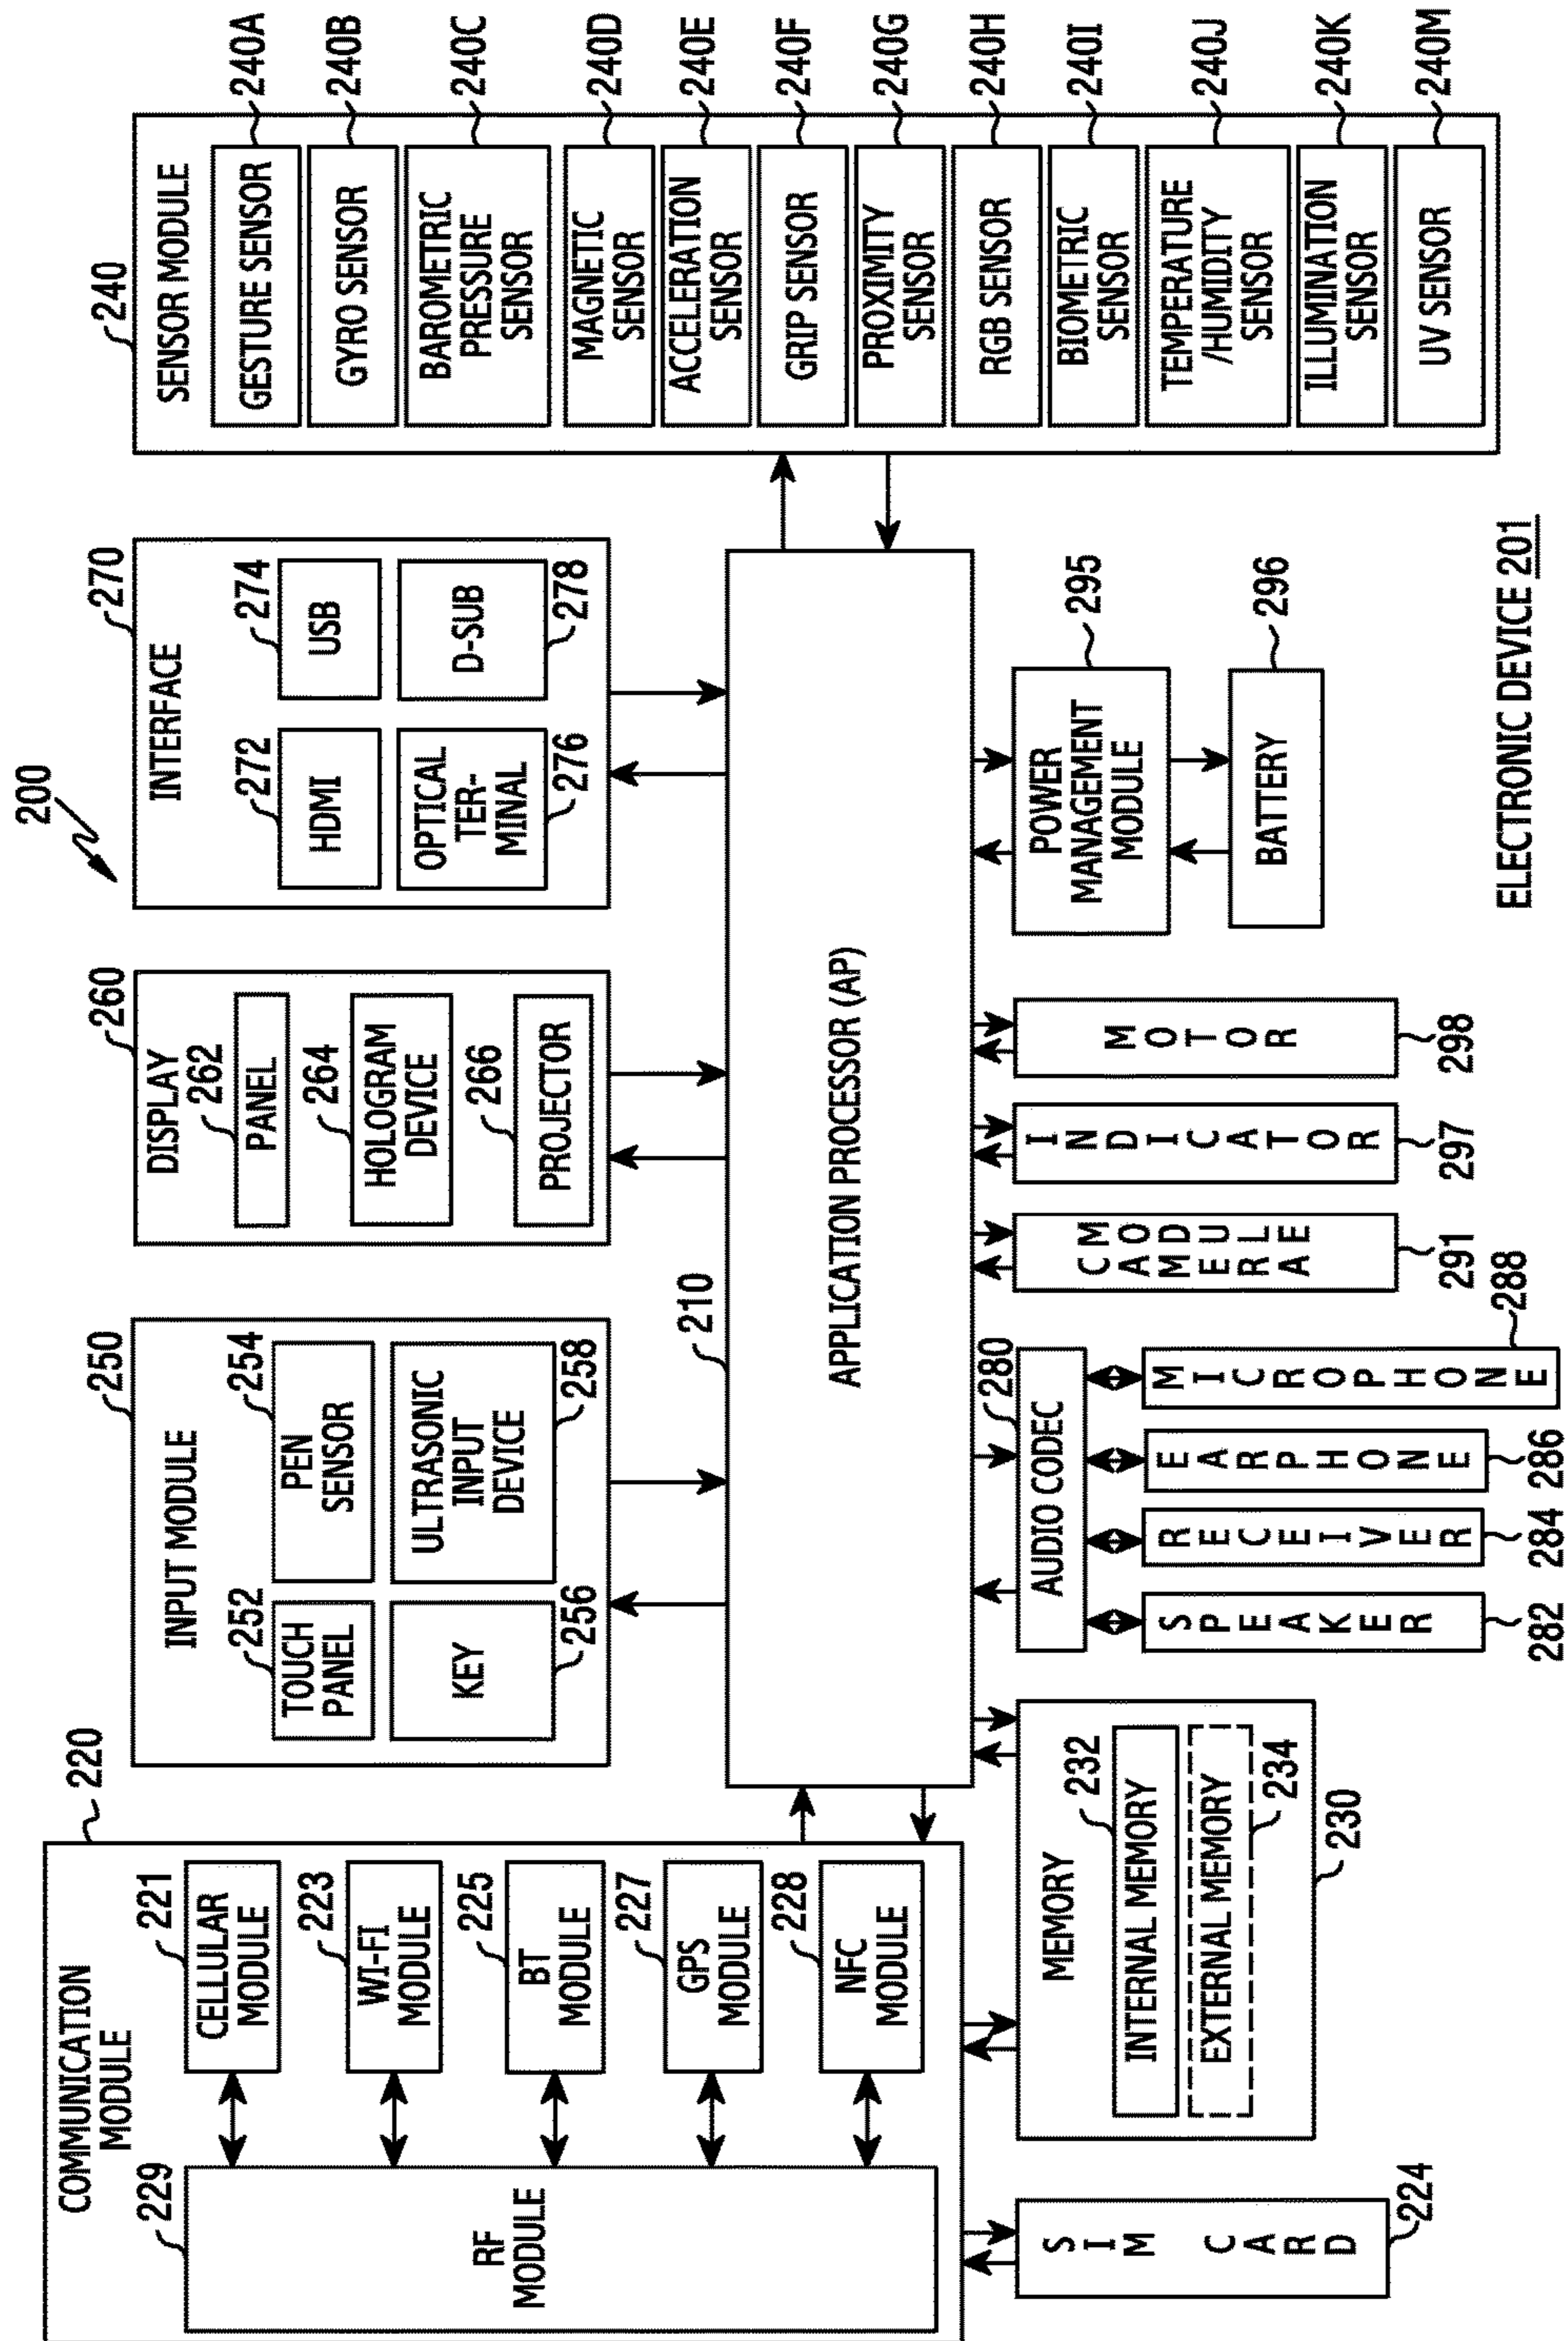 200
COMMUNICATION
MODULE
220
229
RF
MODULE
221
CELLULAR
MODULE
223
WI-FI
MODULE
225
BT
MODULE
227
GPS
MODULE
228
NFC
MODULE
250
INPUT MODULE
252
TOUCH
PANEL
254
PEN
SENSOR
KEY
256
ULTRASONIC
INPUT
DEVICE
258
260
DISPLAY
262
PANEL
264
HOLOGRAM
DEVICE
266
PROJECTOR
270
INTERFACE
272
HDMI
274
USB
OPTICAL
TER-
MINAL
276
D-SUB
278
240
SENSOR MODULE
GESTURE SENSOR
240A
GYRO SENSOR
240B
BAROMETRIC
PRESSURE
SENSOR
240C
MAGNETIC
SENSOR
240D
ACCELERATION
SENSOR
240E
GRIP SENSOR
240F
PROXIMITY
SENSOR
240G
RGB SENSOR
240H
BIOMETRIC
SENSOR
240I
TEMPERATURE
/HUMIDITY
SENSOR
240J
ILLUMINATION
SENSOR
240K
UV SENSOR
240M
210
APPLICATION PROCESSOR (AP)
SIM CARD
224
MEMORY
232
INTERNAL MEMORY
EXTERNAL MEMORY
234
230
280
AUDIO CODEC
SPEAKER
282
RECEIVER
284
EARPHONE
286
MICROPHONE
288
CAMERA
MODULE
291
INDICATOR
297
MOTOR
298
POWER
MANAGEMENT
MODULE
295
BATTERY
296
ELECTRONIC DEVICE 201